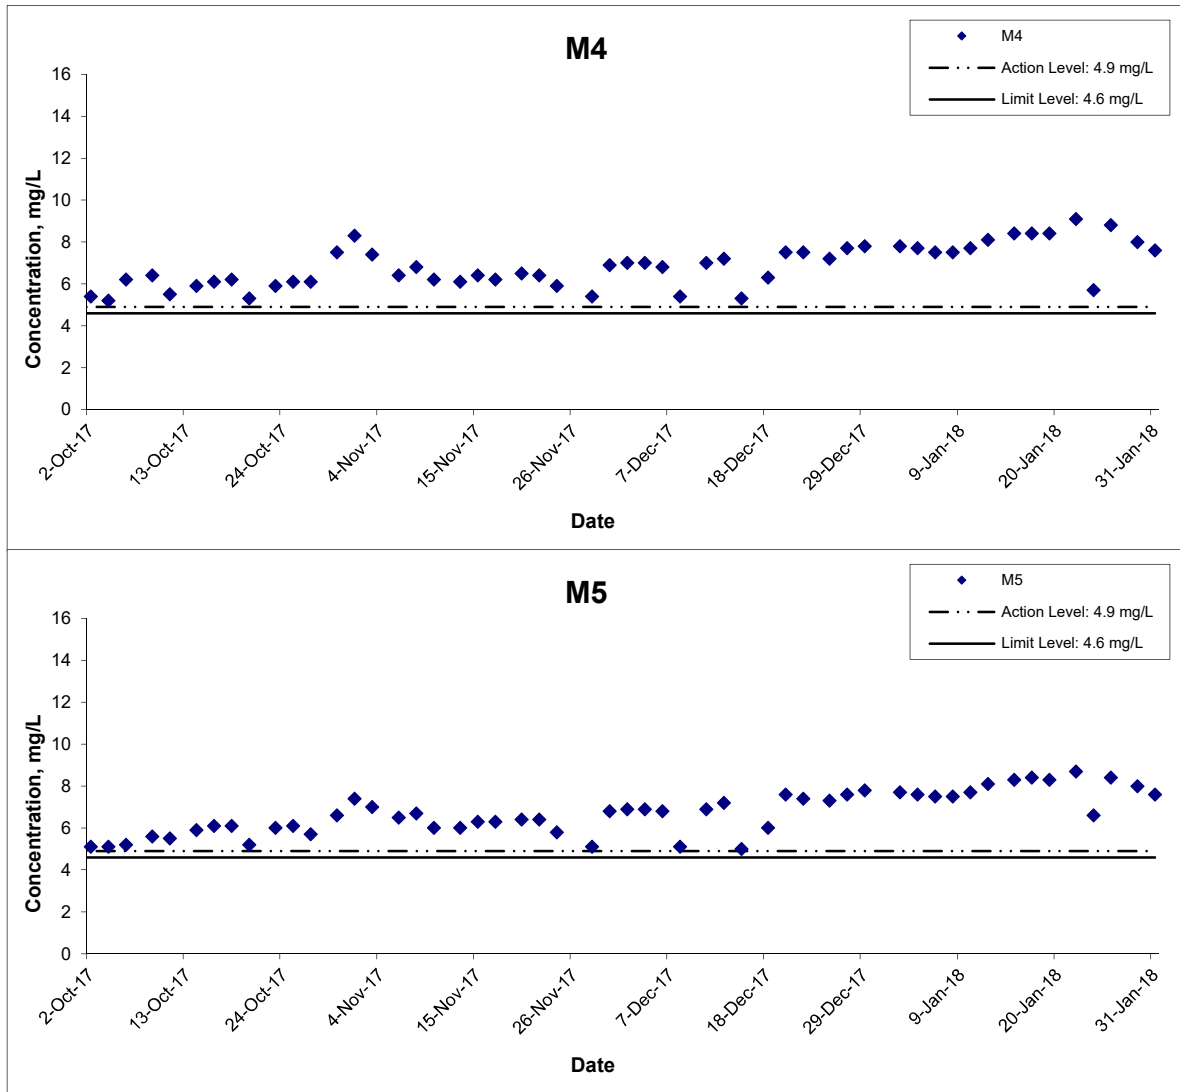 M4
M4
Action Level: 4.9 mg/L
Limit Level: 4.6 mg/L
Concentration, mg/L
16
14
12
10
8
6
4
2
0
2-Oct-17
13-Oct-17
24-Oct-17
4-Nov-17
15-Nov-17
26-Nov-17
7-Dec-17
18-Dec-17
29-Dec-17
9-Jan-18
20-Jan-18
31-Jan-18
Date
M5
M5
Action Level: 4.9 mg/L
Limit Level: 4.6 mg/L
Concentration, mg/L
16
14
12
10
8
6
4
2
0
2-Oct-17
13-Oct-17
24-Oct-17
4-Nov-17
15-Nov-17
26-Nov-17
7-Dec-17
18-Dec-17
29-Dec-17
9-Jan-18
20-Jan-18
31-Jan-18
Date